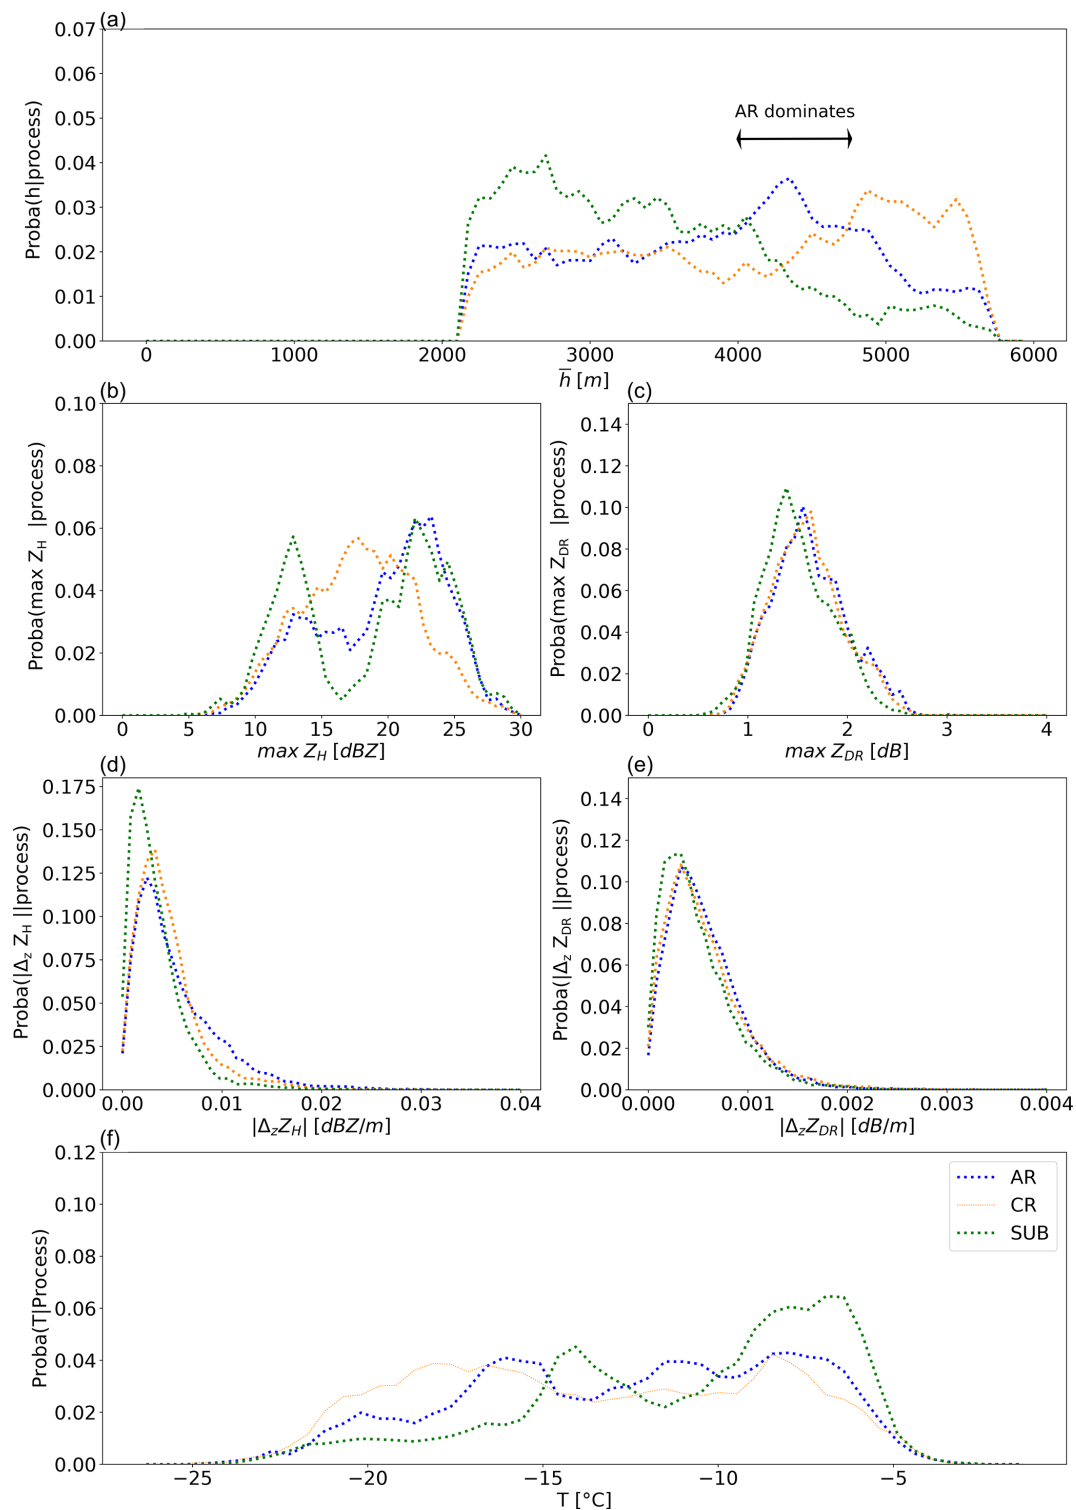 (a)
0.07
0.06
0.05
0.04
0.03
0.02
0.01
0.00
Proba(h|process)
AR dominates
0 1000 2000 3000 4000 5000 6000
h̅ [m]
(b)
0.10
0.08
0.06
0.04
0.02
0.00
Proba(max Z_H |process)
0 5 10 15 20 25 30
max Z_H [dBZ]
(c)
0.14
0.12
0.10
0.08
0.06
0.04
0.02
0.00
Proba(max Z_DR |process)
0 1 2 3 4
max Z_DR [dB]
(d)
0.175
0.150
0.125
0.100
0.075
0.050
0.025
0.000
Proba(|Δ_z Z_H ||process)
0.00 0.01 0.02 0.03 0.04
|Δ_zZ_H| [dBZ/m]
(e)
0.14
0.12
0.10
0.08
0.06
0.04
0.02
0.00
Proba(|Δ_z Z_DR ||process)
0.000 0.001 0.002 0.003 0.004
|Δ_zZ_DR| [dB/m]
(f)
0.12
0.10
0.08
0.06
0.04
0.02
0.00
Proba(T|Process)
AR
CR
SUB
−25 −20 −15 −10 −5
T [°C]